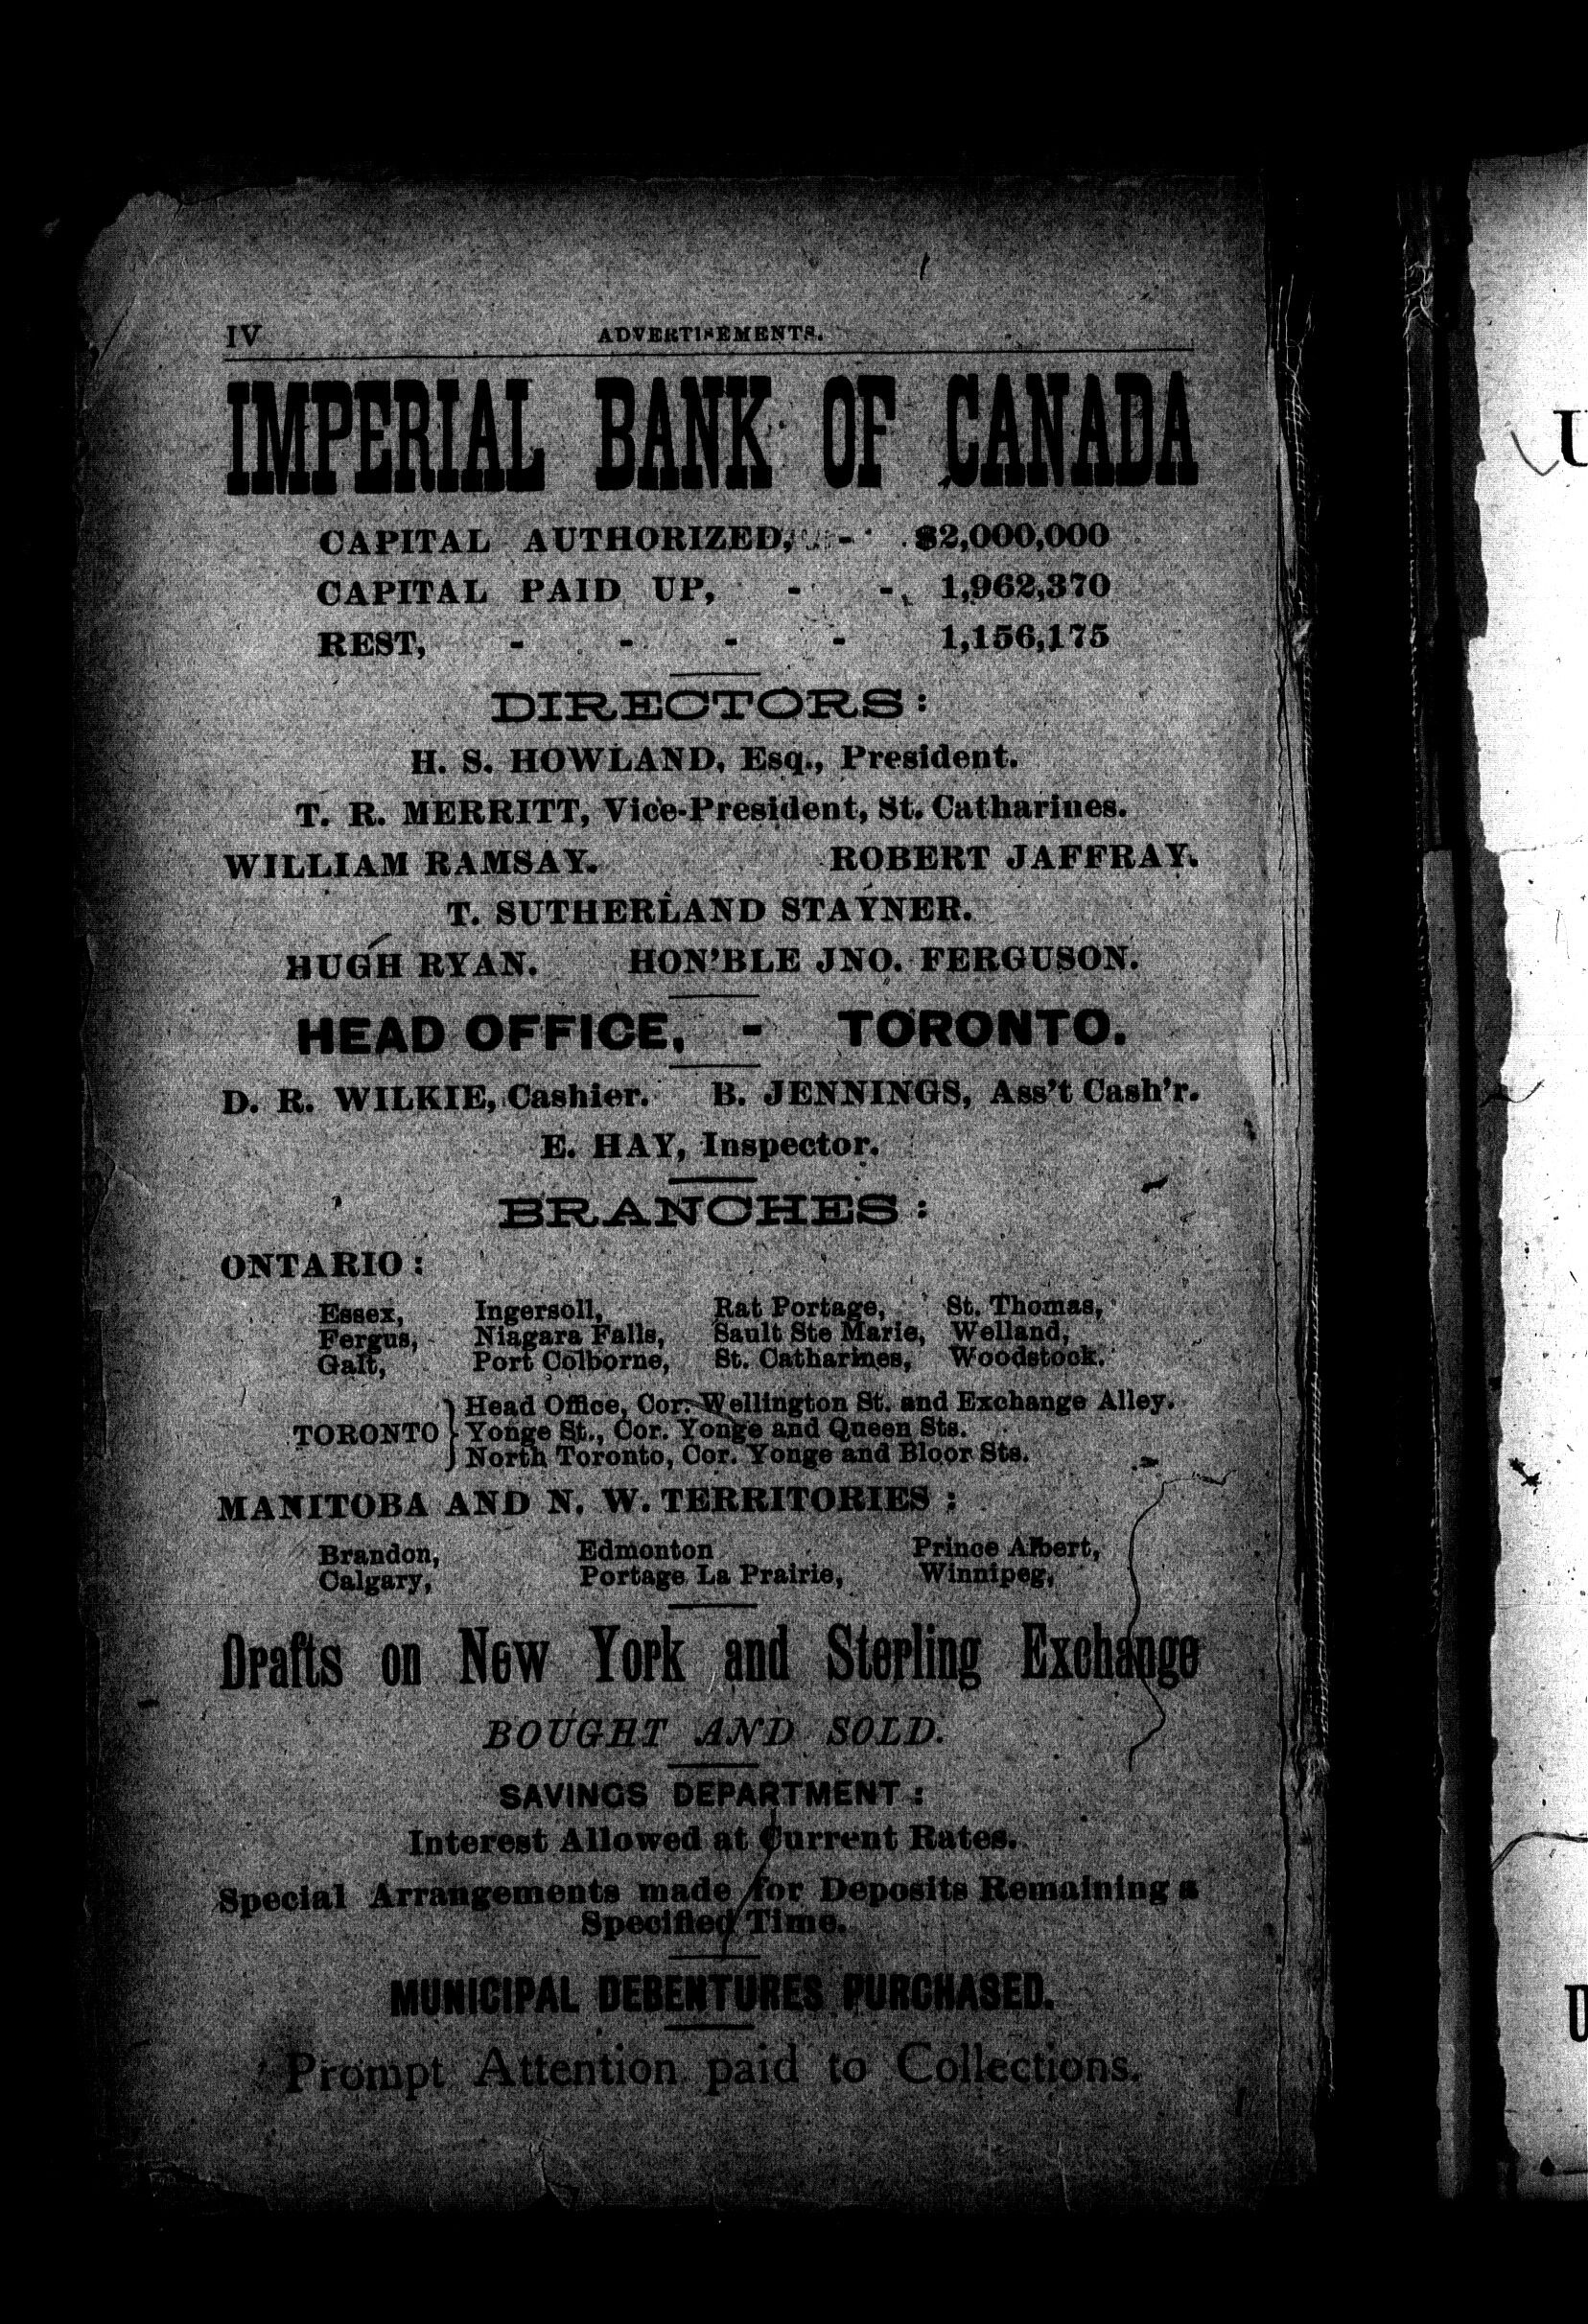 IV ADVERTISEMENTS.
IMPERIAL BANK OF CANADA
CAPITAL AUTHORIZED, - $2,000,000
CAPITAL PAID UP, - - 1,962,370
REST, - - - - 1,156,175
DIRECTORS:
H. S. HOWLAND, Esq., President.
T. R. MERRITT, Vice-President, St. Catharines.
WILLIAM RAMSAY. ROBERT JAFFRAY.
T. SUTHERLAND STAYNER.
HUGH RYAN. HON'BLE JNO. FERGUSON.
HEAD OFFICE, - TORONTO.
D. R. WILKIE, Cashier. B. JENNINGS, Ass't Cash'r.
E. HAY, Inspector.
BRANCHES:
ONTARIO:
Essex, Ingersoll, Rat Portage, St. Thomas,
Fergus, Niagara Falls, Sault Ste Marie, Welland,
Galt, Port Colborne, St. Catharines, Woodstock.
Head Office, Cor. Wellington St. and Exchange Alley.
TORONTO Yonge St., Cor. Yonge and Queen Sts.
North Toronto, Cor. Yonge and Bloor Sts.
MANITOBA AND N. W. TERRITORIES:
Brandon, Edmonton Prince Albert,
Calgary, Portage La Prairie, Winnipeg,
Drafts on New York and Sterling Exchange
BOUGHT AND SOLD.
SAVINGS DEPARTMENT:
Interest Allowed at Current Rates.
Special Arrangements made for Deposits Remaining a
Specified Time.
MUNICIPAL DEBENTURES PURCHASED.
Prompt Attention paid to Collections.